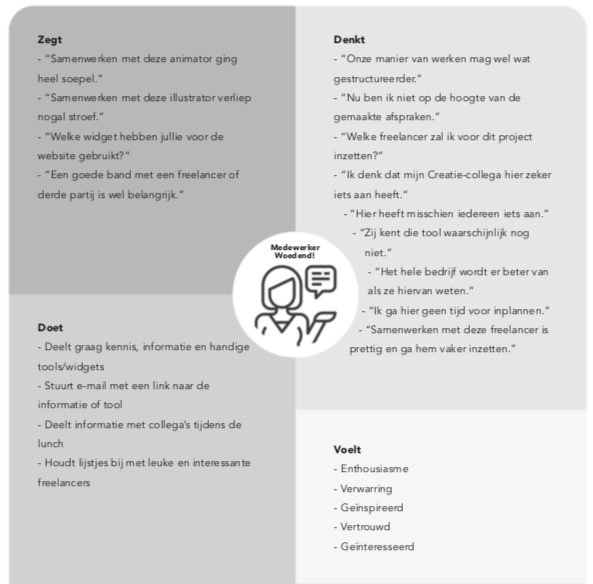 Zegt
- “Samenwerken met deze animator ging
heel soepel.”
- “Samenwerken met deze illustrator verliep
nogal stroef.”
- “Welke widget hebben jullie voor de
website gebruikt?”
- “Een goede band met een freelancer of
derde partij is wel belangrijk.”
Denkt
- “Onze manier van werken mag wel wat
gestructureerder.”
- “Nu ben ik niet op de hoogte van de
gemaakte afspraken.”
- “Welke freelancer zal ik voor dit project
inzetten?”
- “Ik denk dat mijn Creatie-collega hier zeker
iets aan heeft.”
- “Hier heeft misschien iedereen iets aan.”
- “Zij kent die tool waarschijnlijk nog
niet.”
- “Het hele bedrijf wordt er beter van
als ze hiervan weten.”
- “Ik ga hier geen tijd voor inplannen.”
- “Samenwerken met deze freelancer is
prettig en ga hem vaker inzetten.”
Medewerker
Woedend!
Doet
- Deelt graag kennis, informatie en handige
tools/widgets
- Stuurt e-mail met een link naar de
informatie of tool
- Deelt informatie met collega’s tijdens de
lunch
- Houdt lijstjes bij met leuke en interessante
freelancers
Voelt
- Enthousiasme
- Verwarring
- Geïnspireerd
- Vertrouwd
- Geïnteresseerd